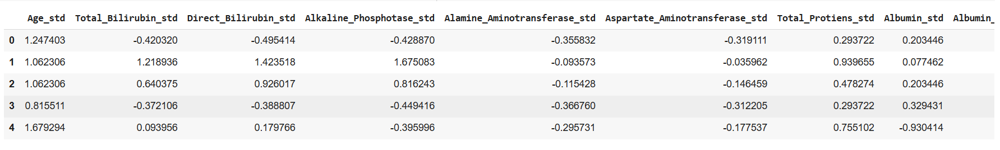 Age_std Total_Bilirubin_std Direct_Bilirubin_std Alkaline_Phosphotase_std Alamine_Aminotransferase_std Aspartate_Aminotransferase_std Total_Protiens_std Albumin_std Albumin_
0 1.247403 -0.420320 -0.495414 -0.428870 -0.355832 -0.319111 0.293722 0.203446
1 1.062306 1.218936 1.423518 1.675083 -0.093573 -0.035962 0.939655 0.077462
2 1.062306 0.640375 0.926017 0.816243 -0.115428 -0.146459 0.478274 0.203446
3 0.815511 -0.372106 -0.388807 -0.449416 -0.366760 -0.312205 0.293722 0.329431
4 1.679294 0.093956 0.179766 -0.395996 -0.295731 -0.177537 0.755102 -0.930414